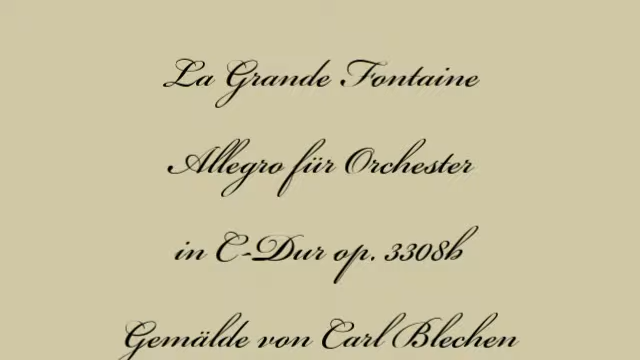 La Grande Fontaine
Allegro für Orchester
in C-Dur op. 3308b
Gemälde von Carl Blechen